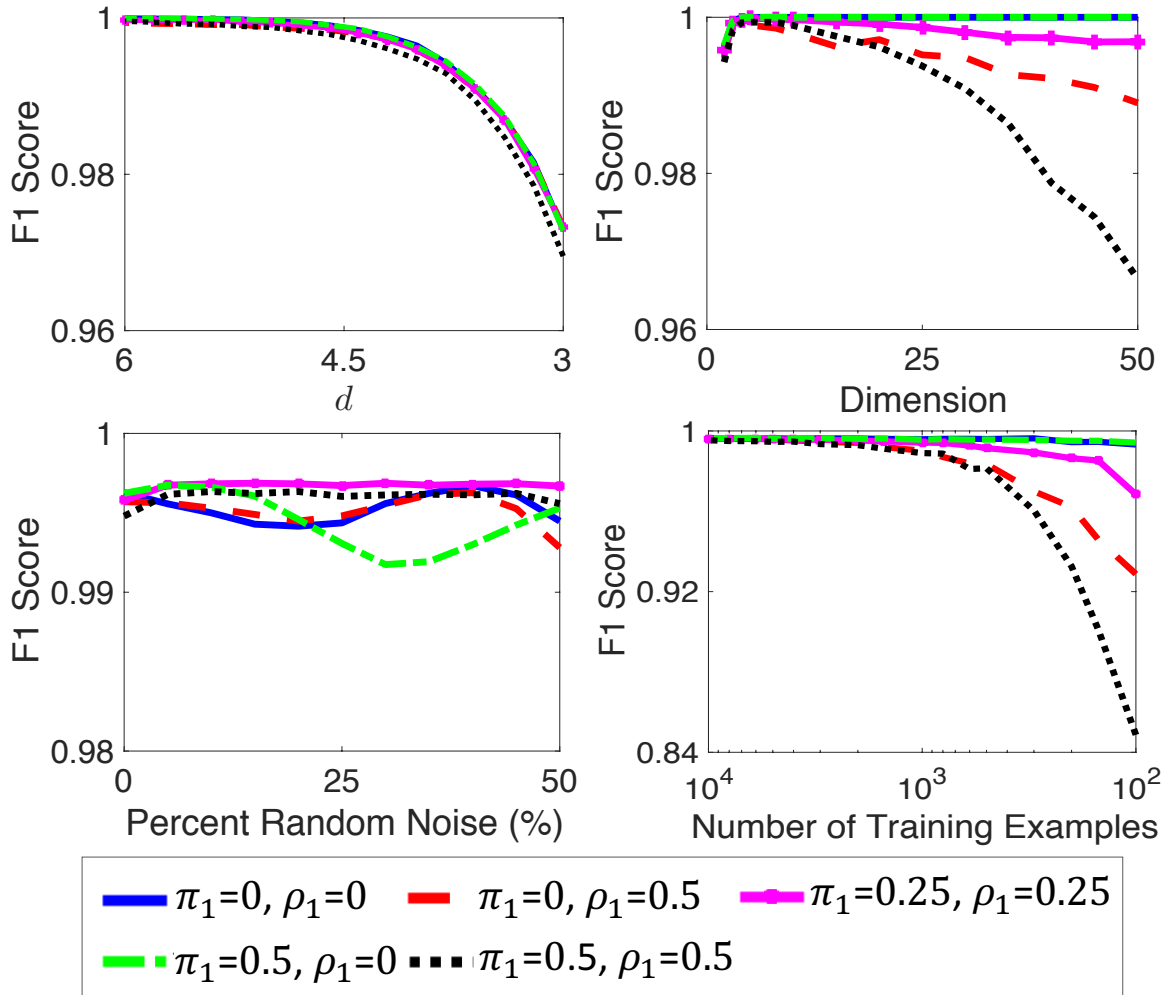 1
0.98
0.96
F1 Score
6
4.5
3
d
1
0.98
0.96
F1 Score
0
25
50
Dimension
1
0.99
0.98
F1 Score
0
25
50
Percent Random Noise (%)
1
0.92
0.84
F1 Score
10⁴
10³
10²
Number of Training Examples
π₁=0, ρ₁=0
π₁=0, ρ₁=0.5
π₁=0.25, ρ₁=0.25
π₁=0.5, ρ₁=0
π₁=0.5, ρ₁=0.5